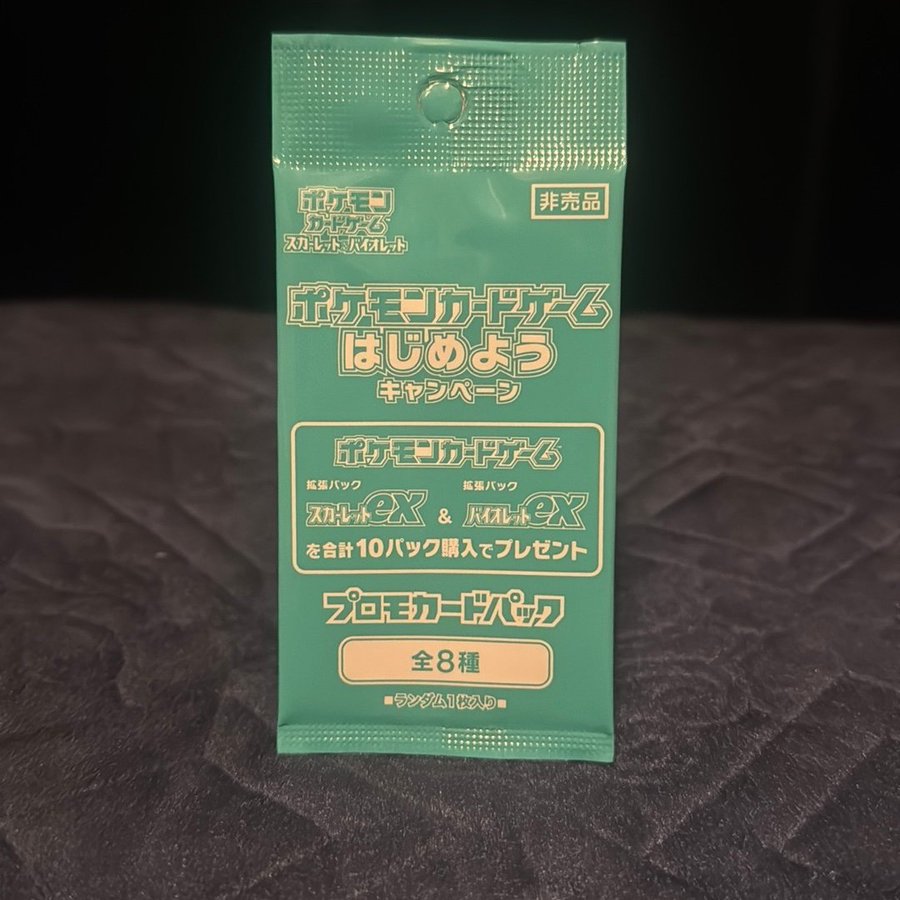 ポケモン
カードゲーム
スカーレット&バイオレット
非売品
ポケモンカードゲーム
はじめよう
キャンペーン
ポケモンカードゲーム
拡張パック
スカーレットex
&
拡張パック
バイオレットex
を合計10パック購入でプレゼント
プロモカードパック
全8種
■ランダム1枚入り■